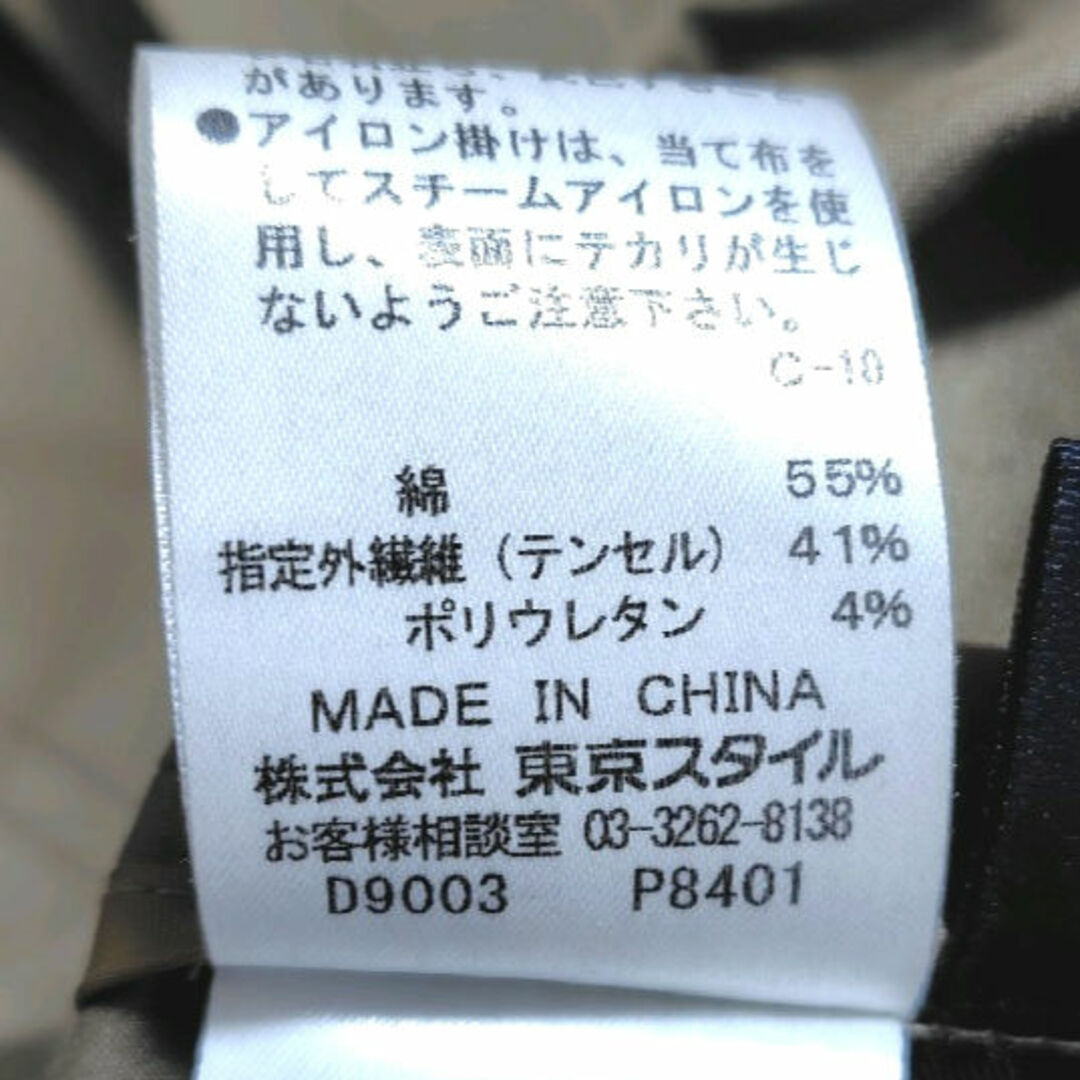 があります。
●アイロン掛けは、当て布を
してスチームアイロンを使
用し、表面にテカリが生じ
ないようご注意下さい。
C-10
綿 55%
指定外繊維(テンセル) 41%
ポリウレタン 4%
MADE IN CHINA
株式会社 東京スタイル
お客様相談室 03-3262-8138
D9003 P8401